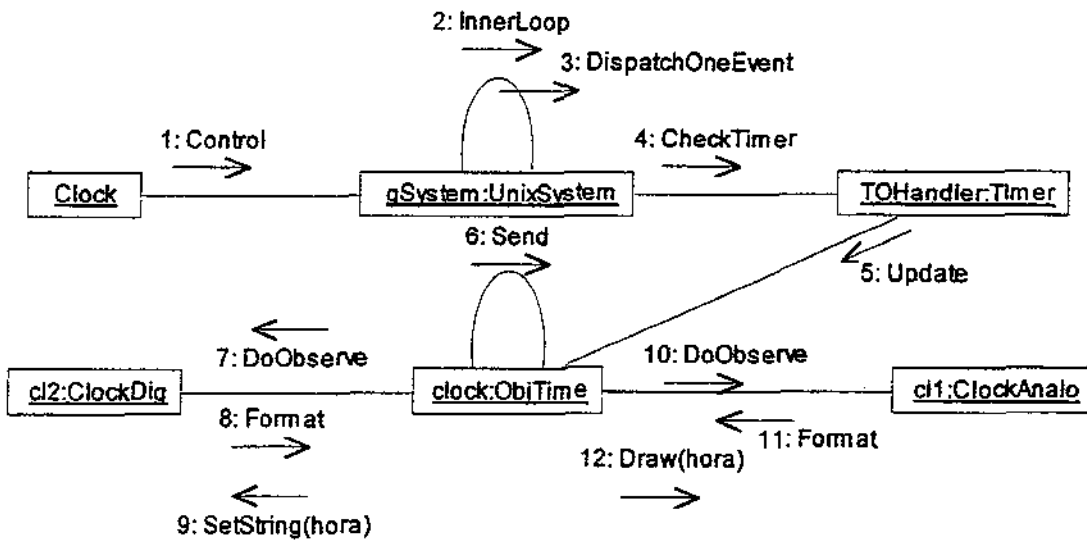 2: InnerLoop
3: DispatchOneEvent
1: Control
4: CheckTimer
Clock
gSystem:UnixSystem
TOHandler:Timer
6: Send
5: Update
7: DoObserve
10: DoObserve
cl2:ClockDig
clock:ObjTime
cl1:ClockAnalo
8: Format
11: Format
12: Draw(hora)
9: SetString(hora)